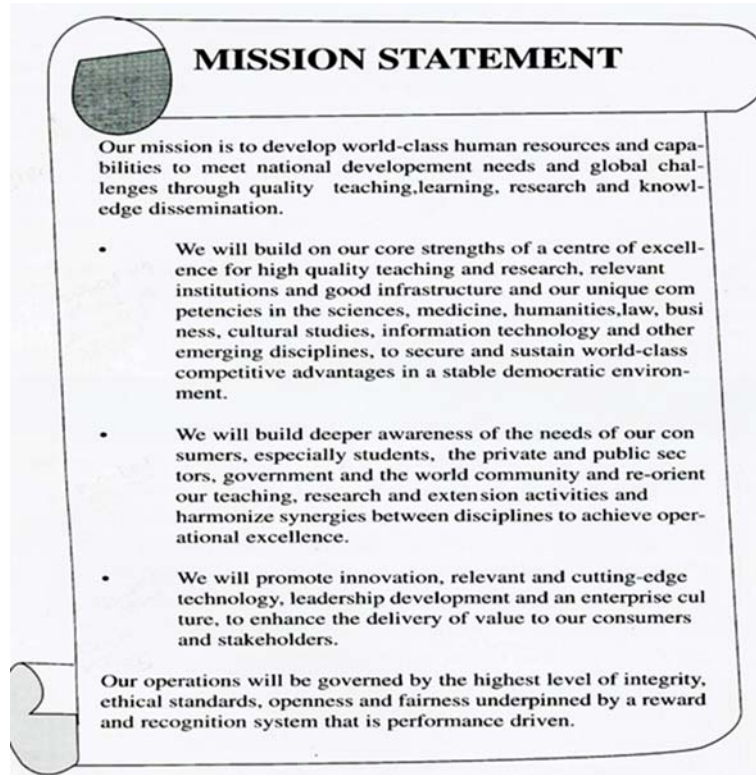 MISSION STATEMENT
Our mission is to develop world-class human resources and capa-
bilities to meet national developement needs and global chal-
lenges through quality teaching,learning, research and knowl-
edge dissemination.
• We will build on our core strengths of a centre of excell-
ence for high quality teaching and research, relevant
institutions and good infrastructure and our unique com
petencies in the sciences, medicine, humanities,law, busi
ness, cultural studies, information technology and other
emerging disciplines, to secure and sustain world-class
competitive advantages in a stable democratic environ-
ment.
• We will build deeper awareness of the needs of our con
sumers, especially students, the private and public sec
tors, government and the world community and re-orient
our teaching, research and extension activities and
harmonize synergies between disciplines to achieve oper-
ational excellence.
• We will promote innovation, relevant and cutting-edge
technology, leadership development and an enterprise cul
ture, to enhance the delivery of value to our consumers
and stakeholders.
Our operations will be governed by the highest level of integrity,
ethical standards, openness and fairness underpinned by a reward
and recognition system that is performance driven.